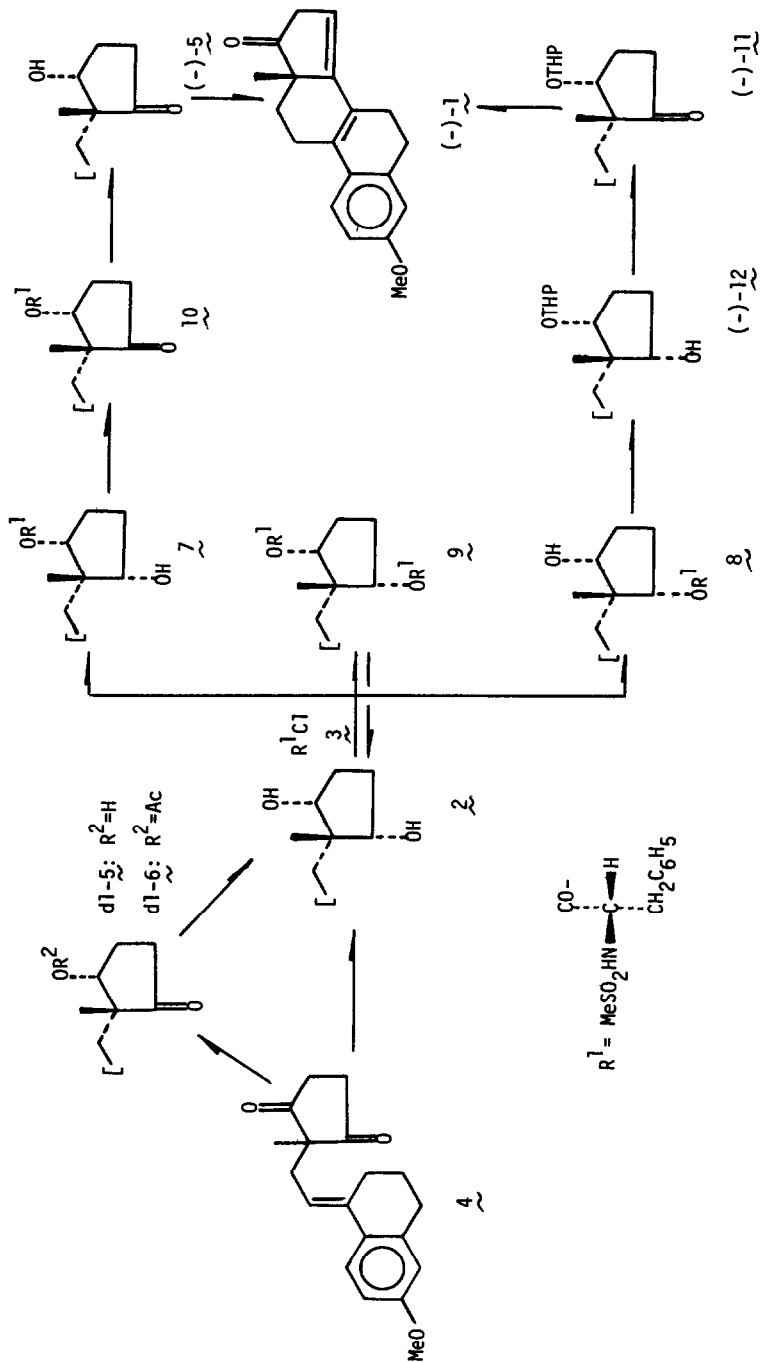 OR²
O
dl-5: R²=H
dl-6: R²=Ac
OR¹
OH
7
OR¹
O
10
OH
O
(-)-5
O
O
MeO
4
R¹Cl
3
OH
OH
2
OR¹
OR¹
9
O
MeO
(-)-1
CO-
R¹= MeSO₂HN C H
CH₂C₆H₅
OH
OR¹
8
OTHP
OH
(-)-12
OTHP
O
(-)-11